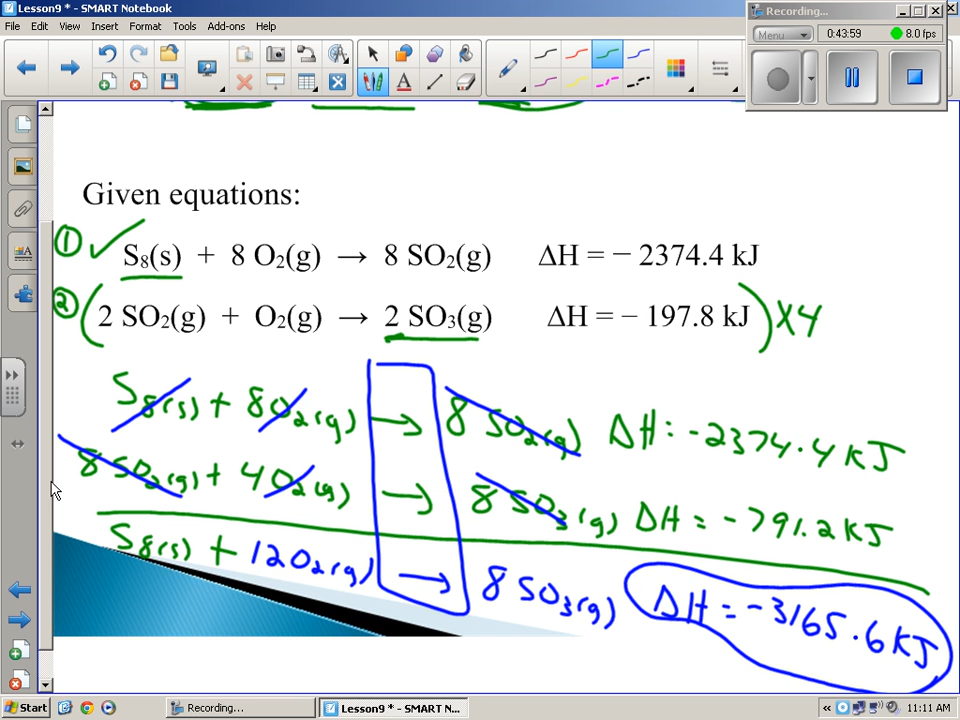 Lesson9 * - SMART Notebook
File Edit View Insert Format Tools Add-ons Help
Recording...
Menu 0:43:59 8.0 fps
Given equations:
① S₈(s) + 8 O₂(g) → 8 SO₂(g) ΔH = − 2374.4 kJ
② (2 SO₂(g) + O₂(g) → 2 SO₃(g) ΔH = − 197.8 kJ) X4
S₈(s) + 8O₂(g) → 8 SO₂(g) ΔH: -2374.4 kJ
8 SO₂(g) + 4O₂(g) → 8 SO₃(g) ΔH = -791.2 kJ
S₈(s) + 12O₂(g) → 8 SO₃(g) ΔH = -3165.6 kJ
Start Recording... Lesson9 * - SMART N... « 11:11 AM